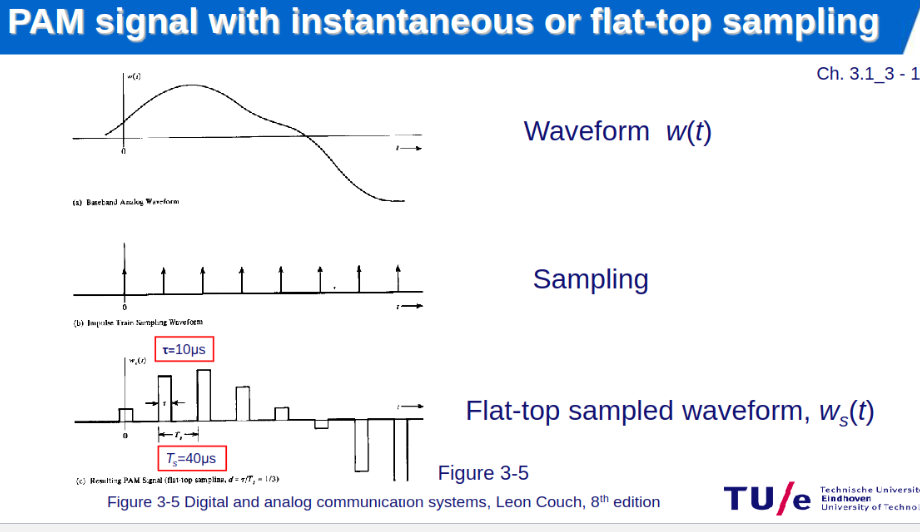 PAM signal with instantaneous or flat-top sampling
Ch. 3.1_3 - 1
w(t)
Waveform w(t)
0
t
(a) Baseband Analog Waveform
Sampling
0
t
(b) Impulse Train Sampling Waveform
τ=10μs
w_s(t)
τ
t
Flat-top sampled waveform, w_s(t)
0
T_s
T_s=40μs
Figure 3-5
(c) Resulting PAM Signal (flat-top sampling, d = τ/T_s = 1/3)
Figure 3-5 Digital and analog communication systems, Leon Couch, 8th edition
TU/e
Technische Universite
Eindhoven
University of Techno